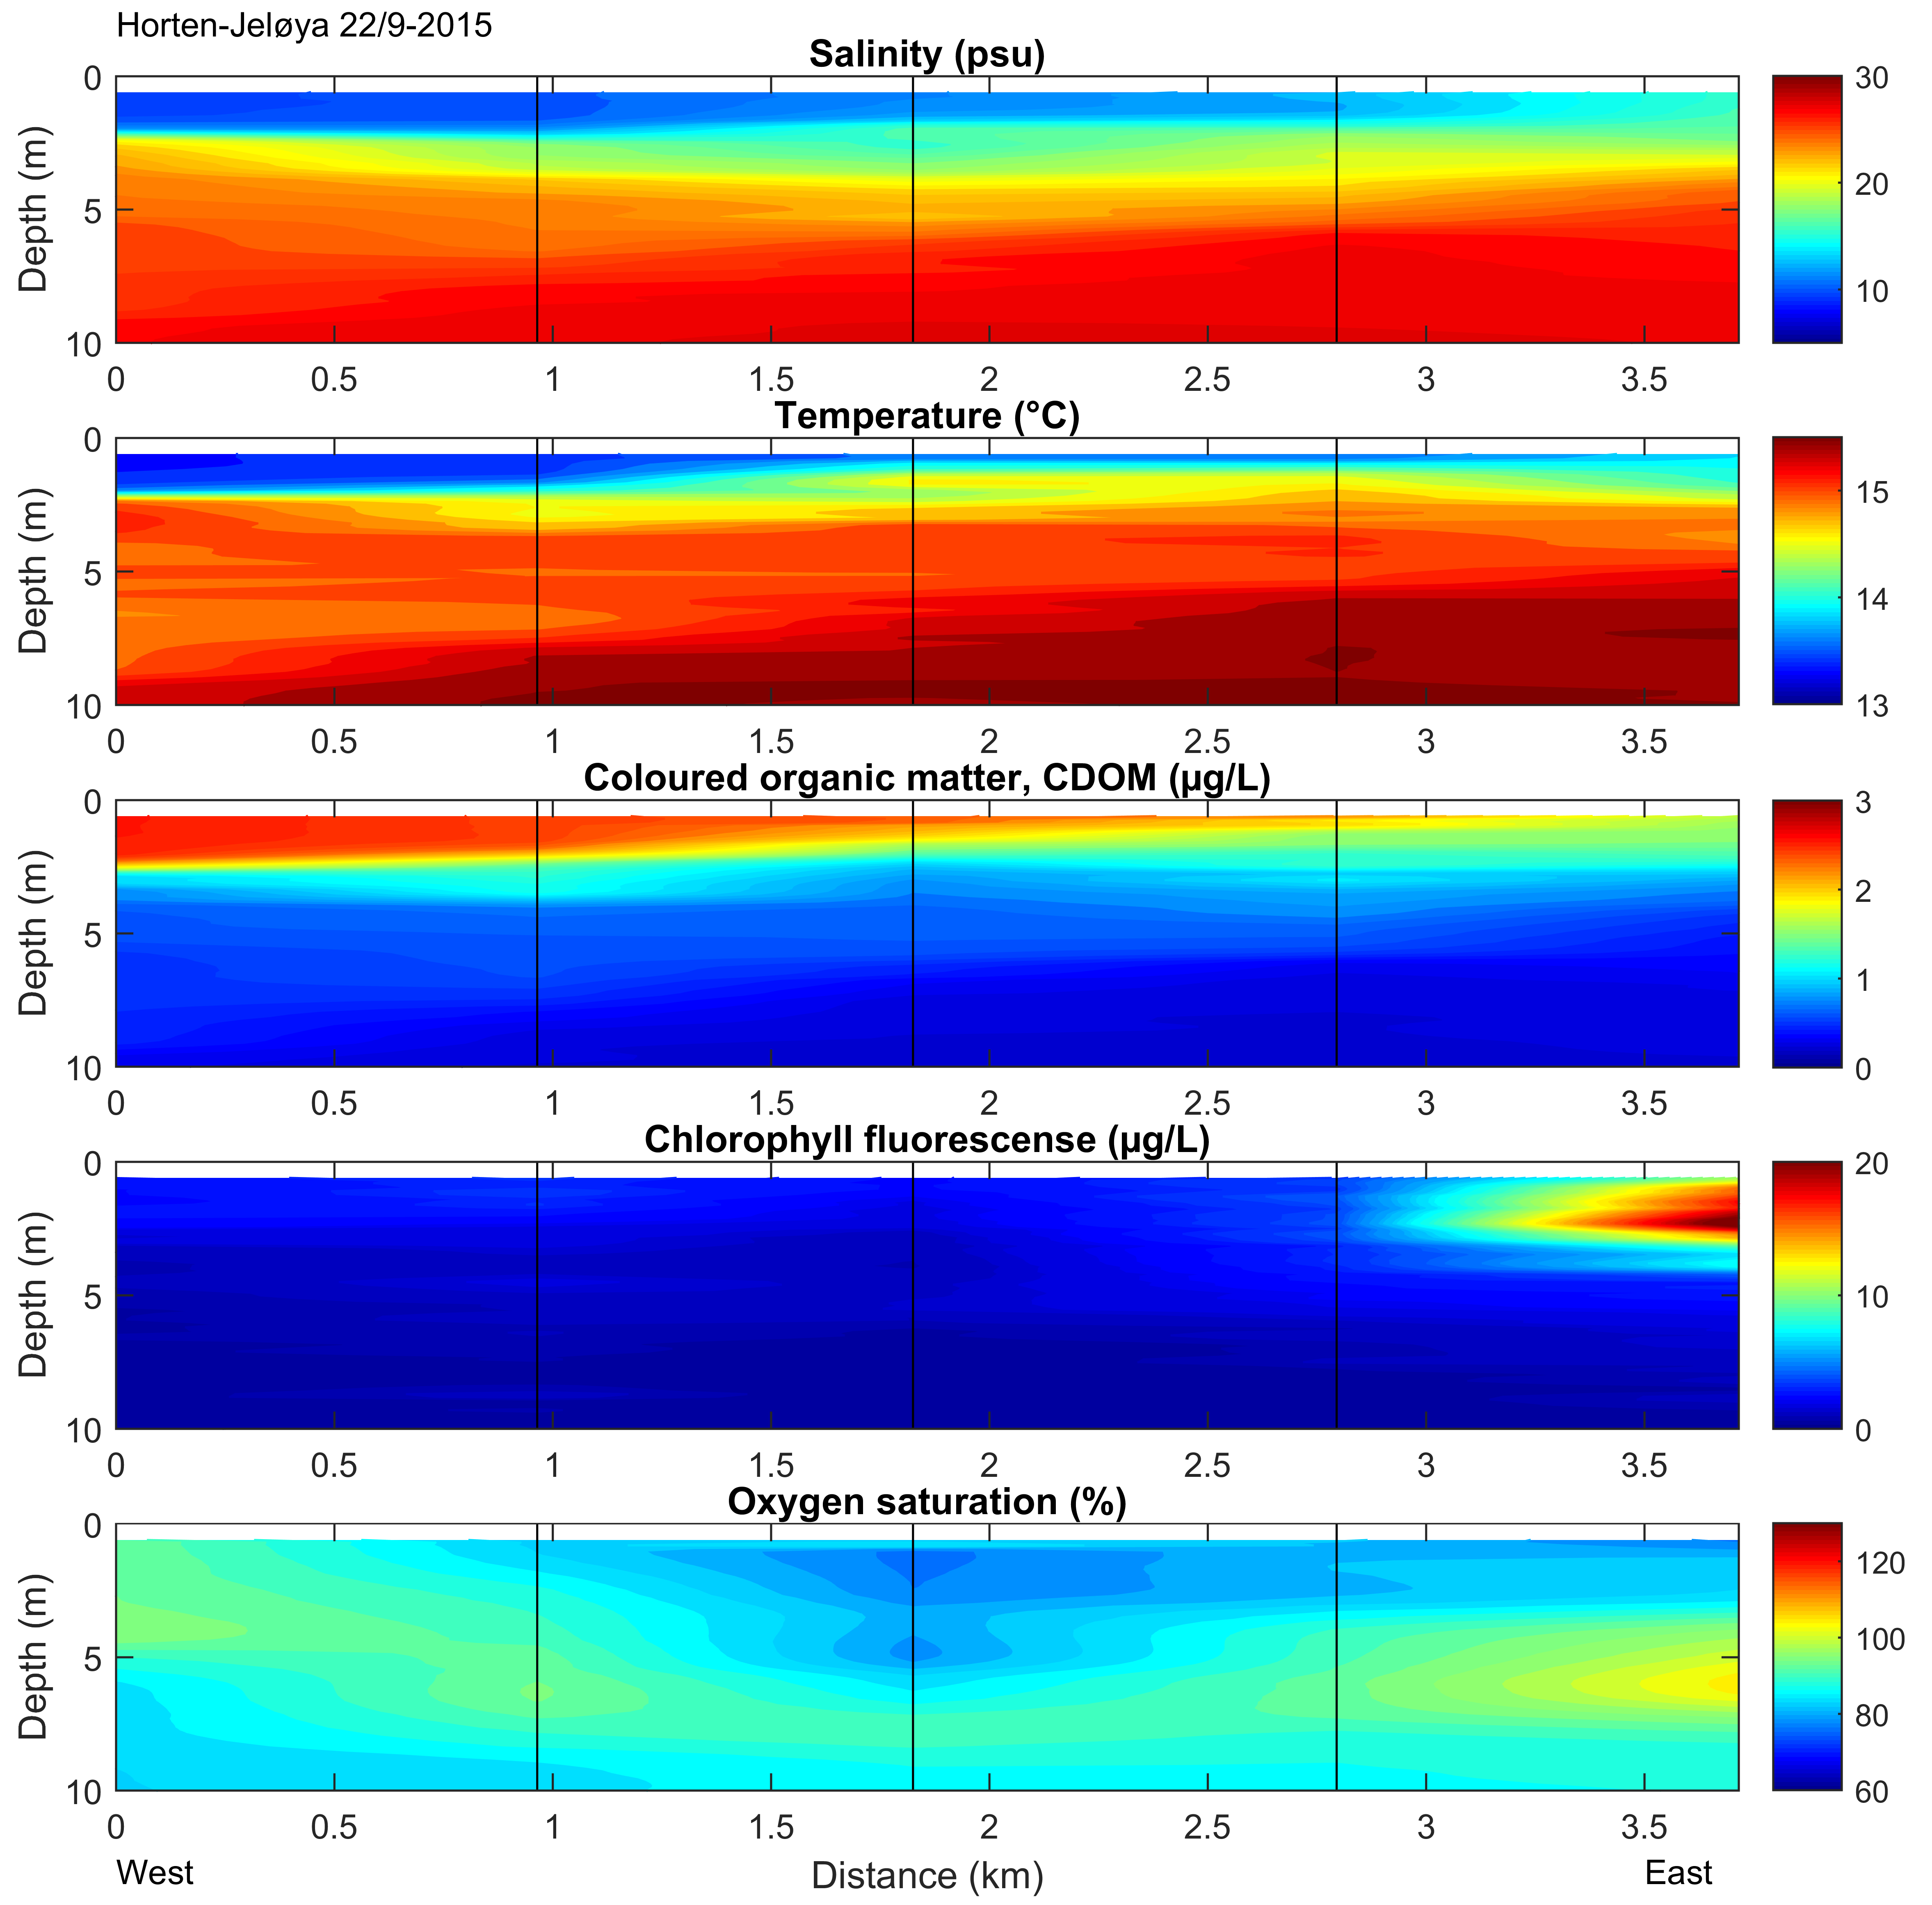 Horten-Jeløya 22/9-2015
Salinity (psu)
0
5
10
Depth (m)
0 0.5 1 1.5 2 2.5 3 3.5
30
20
10
Temperature (°C)
0
5
10
Depth (m)
0 0.5 1 1.5 2 2.5 3 3.5
15
14
13
Coloured organic matter, CDOM (µg/L)
0
5
10
Depth (m)
0 0.5 1 1.5 2 2.5 3 3.5
3
2
1
0
Chlorophyll fluorescense (µg/L)
0
5
10
Depth (m)
0 0.5 1 1.5 2 2.5 3 3.5
20
10
0
Oxygen saturation (%)
0
5
10
Depth (m)
0 0.5 1 1.5 2 2.5 3 3.5
120
100
80
60
West Distance (km) East